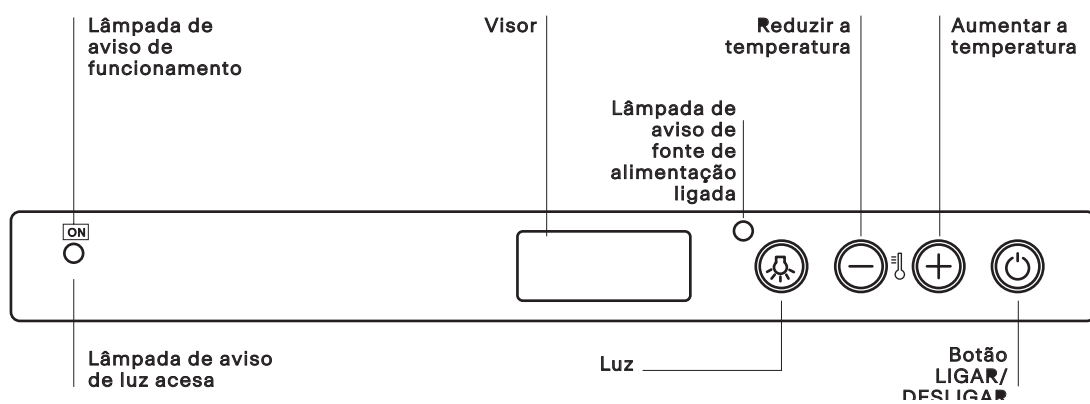 Lâmpada de
aviso de
funcionamento
Visor
Reduzir a
temperatura
Aumentar a
temperatura
Lâmpada de
aviso de
fonte de
alimentação
ligada
ON
Lâmpada de aviso
de luz acesa
Luz
Botão
LIGAR/
DESLIGAR